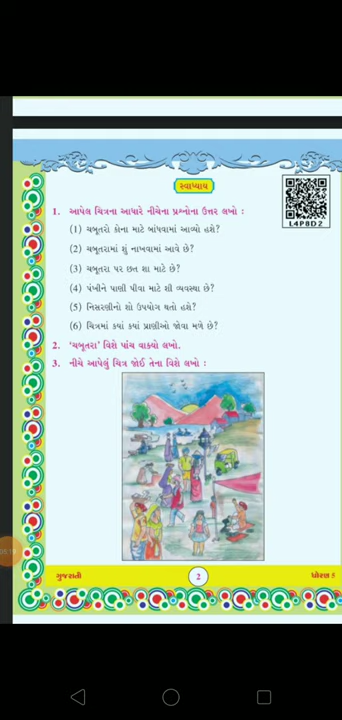 સ્વાધ્યાય
1. આપેલ ચિત્રના આધારે નીચેના પ્રશ્નોના ઉત્તર લખો :
(1) ચબૂતરો કોના માટે બાંધવામાં આવ્યો હશે?
(2) ચબૂતરામાં શું નાખવામાં આવે છે?
(3) ચબૂતરા પર છત શા માટે છે?
(4) પંખીને પાણી પીવા માટે શી વ્યવસ્થા છે?
(5) નિસરણીનો શો ઉપયોગ થતો હશે?
(6) ચિત્રમાં કયાં કયાં પ્રાણીઓ જોવા મળે છે?
2. 'ચબૂતરા' વિશે પાંચ વાક્યો લખો.
3. નીચે આપેલું ચિત્ર જોઈ તેના વિશે લખો :
L4P8D2
ગુજરાતી
2
ધોરણ 5